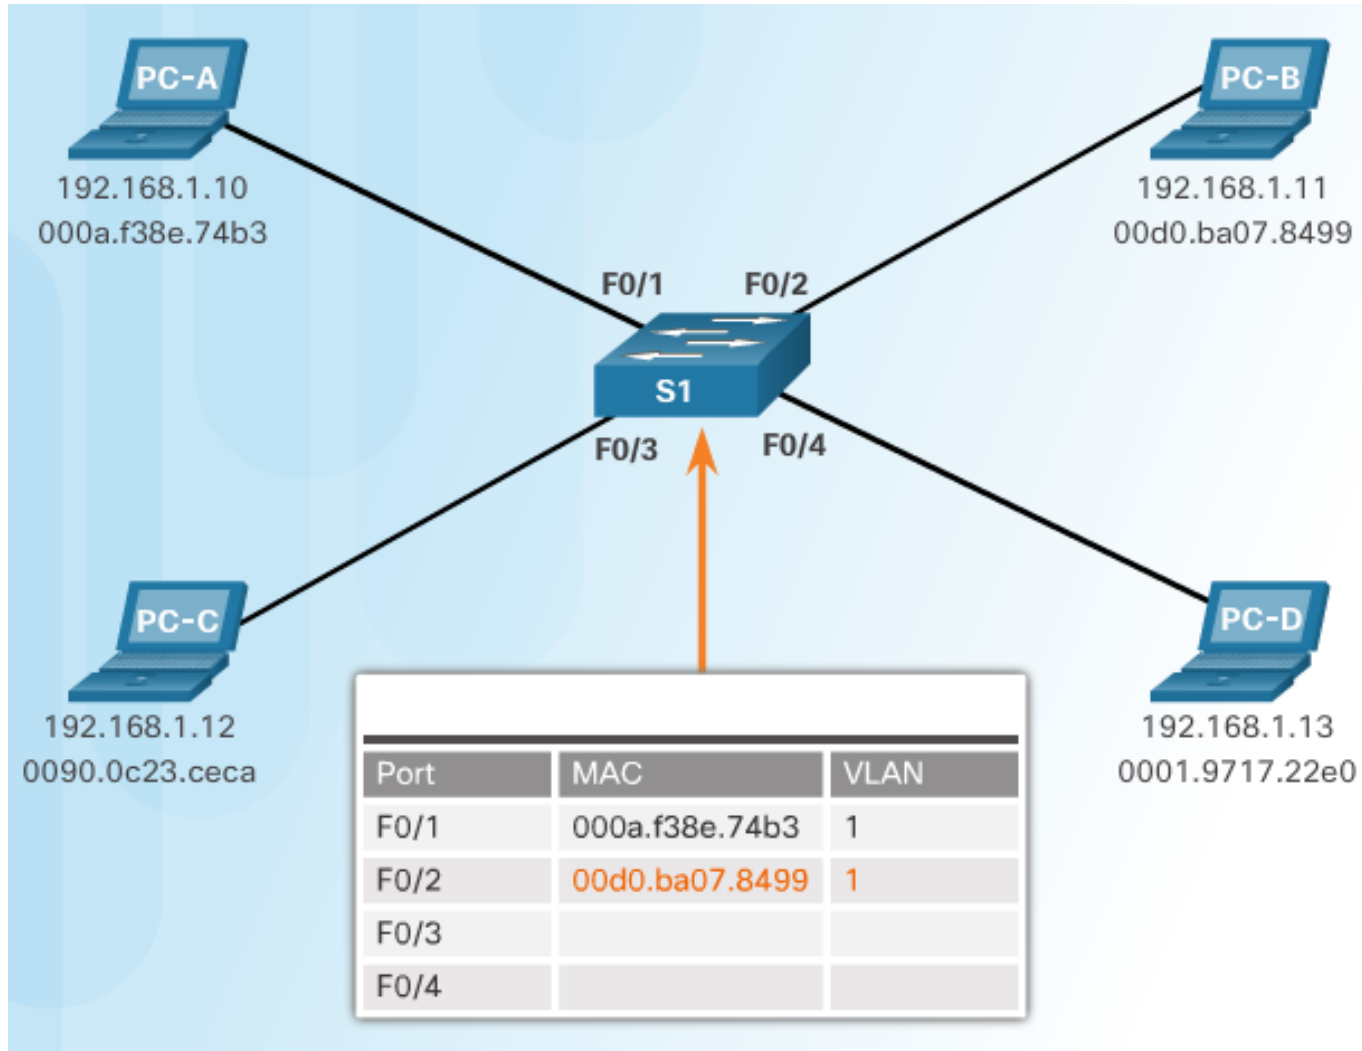 PC-A
192.168.1.10
000a.f38e.74b3
PC-B
192.168.1.11
00d0.ba07.8499
F0/1
F0/2
S1
F0/3
F0/4
PC-C
192.168.1.12
0090.0c23.ceca
PC-D
192.168.1.13
0001.9717.22e0
Port MAC VLAN
F0/1 000a.f38e.74b3 1
F0/2 00d0.ba07.8499 1
F0/3
F0/4